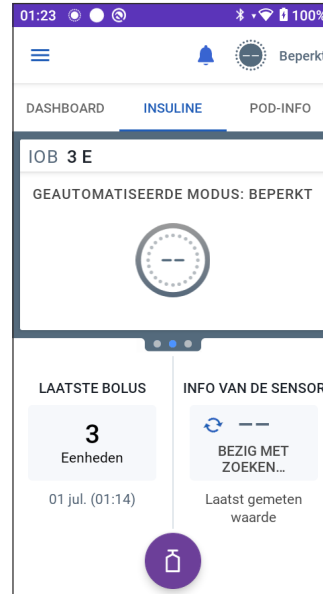 01:23 100%
Beperkt
DASHBOARD INSULINE POD-INFO
IOB 3 E
GEAUTOMATISEERDE MODUS: BEPERKT
LAATSTE BOLUS
3
Eenheden
01 jul. (01:14)
INFO VAN DE SENSOR
BEZIG MET
ZOEKEN...
Laatst gemeten
waarde